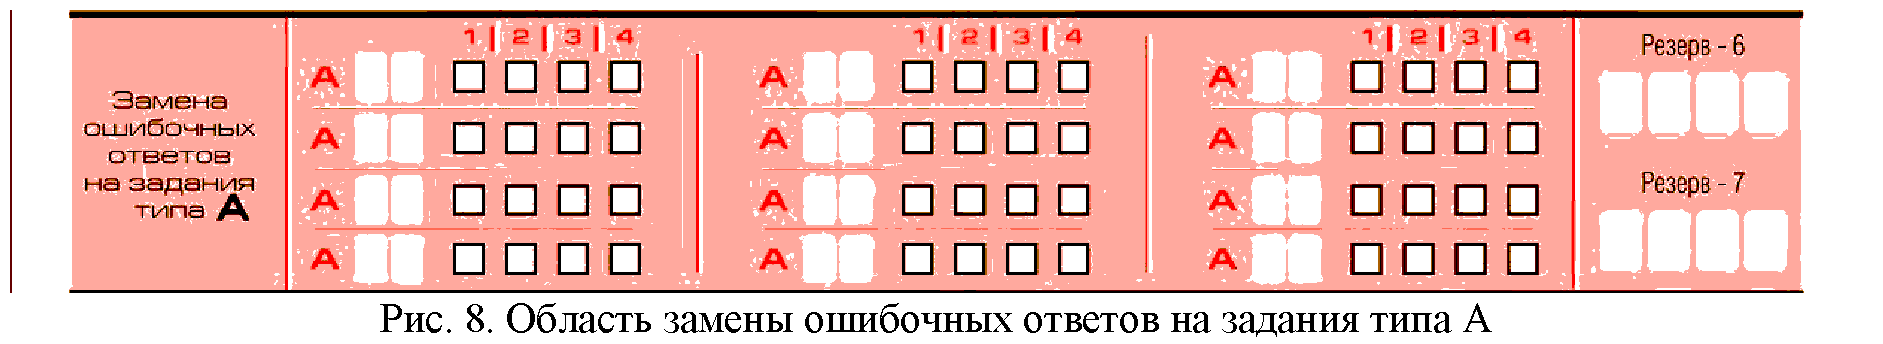 Замена
ошибочных
ответов
на задания
типа А
1 | 2 | 3 | 4
А
А
А
А
1 | 2 | 3 | 4
А
А
А
А
1 | 2 | 3 | 4
А
А
А
А
Резерв - 6
Резерв - 7
Рис. 8. Область замены ошибочных ответов на задания типа А